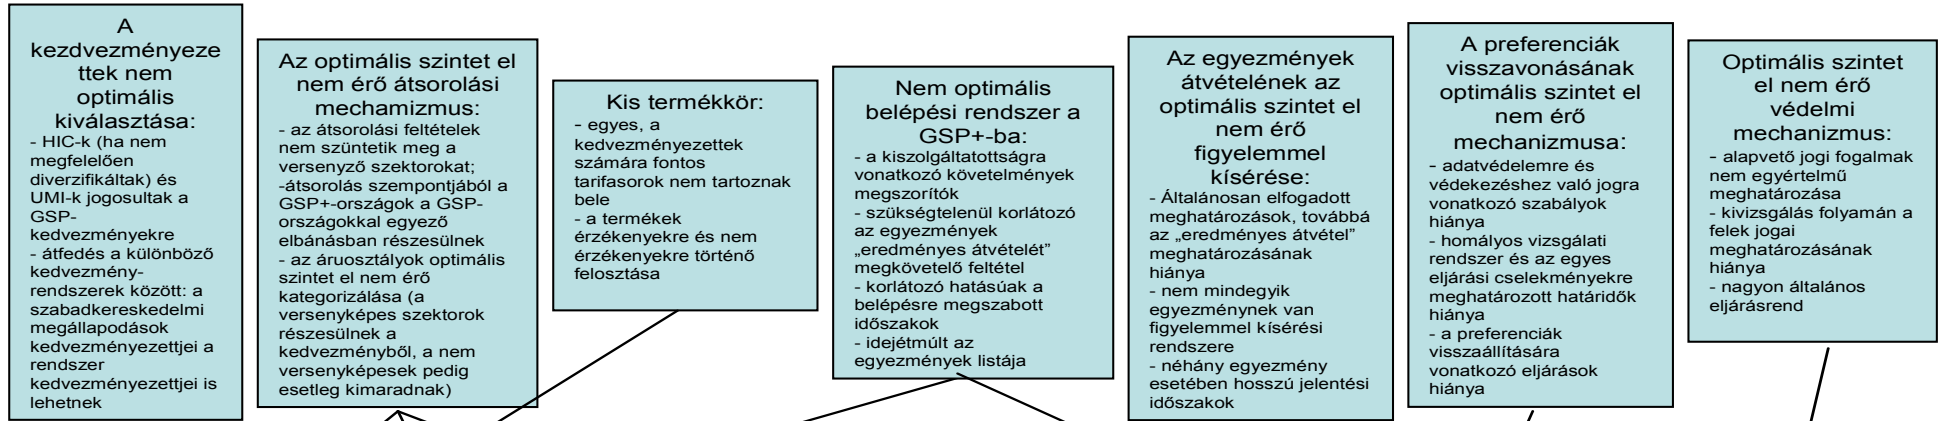 A
kezdvezményeze
ttek nem
optimális
kiválasztása:
- HIC-k (ha nem
megfelelően
diverzifikáltak) és
UMI-k jogosultak a
GSP-
kedvezményekre
- átfedés a különböző
kedvezmény-
rendszerek között: a
szabadkereskedelmi
megállapodások
kedvezményezettjei a
rendszer
kedvezményezettjei is
lehetnek
Az optimális szintet el
nem érő átsorolási
mechamizmus:
- az átsorolási feltételek
nem szüntetik meg a
versenyző szektorokat;
-átsorolás szempontjából a
GSP+-országok a GSP-
országokkal egyező
elbánásban részesülnek
- az áruosztályok optimális
szintet el nem érő
kategorizálása (a
versenyképes szektorok
részesülnek a
kedvezményből, a nem
versenyképesek pedig
esetleg kimaradnak)
Kis termékkör:
- egyes, a
kedvezményezettek
számára fontos
tarifasorok nem tartoznak
bele
- a termékek
érzékenyekre és nem
érzékenyekre történő
felosztása
Nem optimális
belépési rendszer a
GSP+-ba:
- a kiszolgáltatottságra
vonatkozó követelmények
megszorítók
- szükségtelenül korlátozó
az egyezmények
„eredményes átvételét”
megkövetelő feltétel
- korlátozó hatásúak a
belépésre megszabott
időszakok
- idejétmúlt az
egyezmények listája
Az egyezmények
átvételének az
optimális szintet el
nem érő
figyelemmel
kísérése:
- Általánosan elfogadott
meghatározások, továbbá
az „eredményes átvétel”
meghatározásának
hiánya
- nem mindegyik
egyezménynek van
figyelemmel kísérési
rendszere
- néhány egyezmény
esetében hosszú jelentési
időszakok
A preferenciák
visszavonásának
optimális szintet el
nem érő
mechanizmusa:
- adatvédelemre és
védekezéshez való jogra
vonatkozó szabályok
hiánya
- homályos vizsgálati
rendszer és az egyes
eljárási cselekményekre
meghatározott határidők
hiánya
- a preferenciák
visszaállítására
vonatkozó eljárások
hiánya
Optimális szintet
el nem érő
védelmi
mechanizmus:
- alapvető jogi fogalmak
nem egyértelmű
meghatározása
- kivizsgálás folyamán a
felek jogai
meghatározásának
hiánya
- nagyon általános
eljárásrend